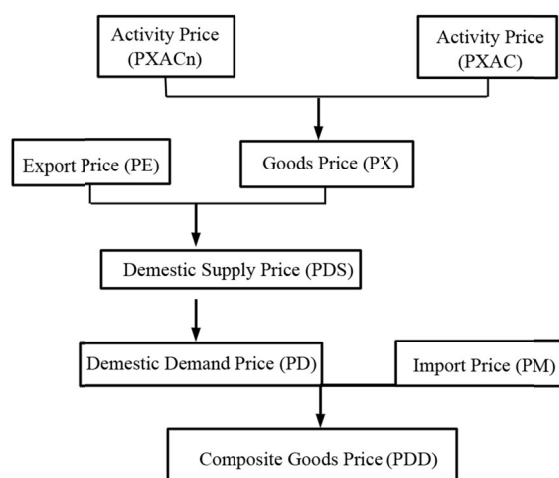 Activity Price
(PXACn)
Activity Price
(PXAC)
Export Price (PE)
Goods Price (PX)
Demestic Supply Price (PDS)
Demestic Demand Price (PD)
Import Price (PM)
Composite Goods Price (PDD)